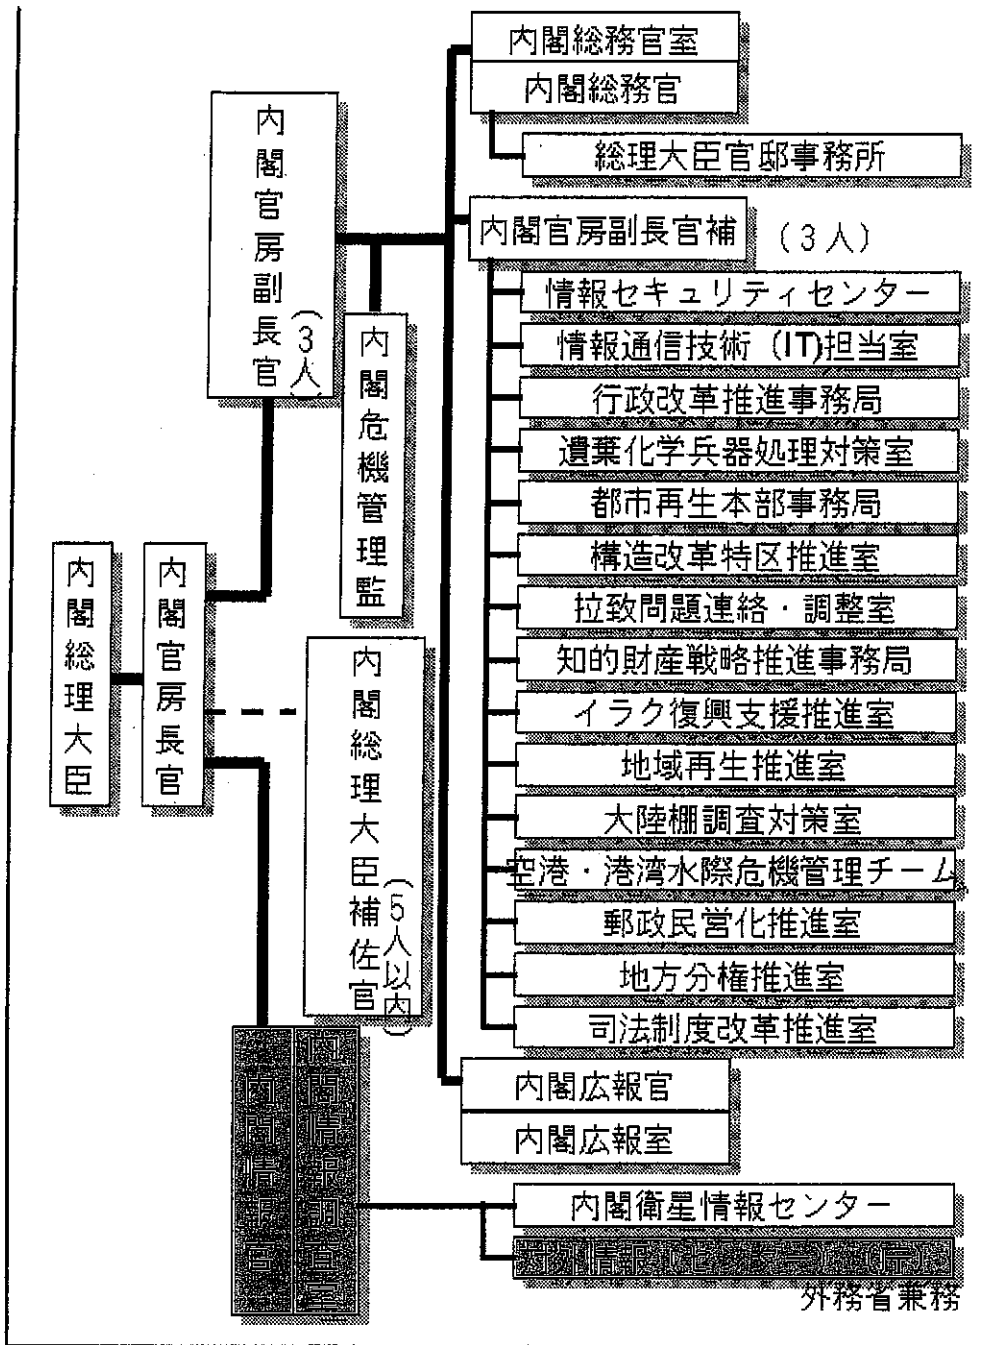 内閣総務官室
内閣総務官
総理大臣官邸事務所
内閣官房副長官
（3人）
内閣官房副長官補
（3人）
情報セキュリティセンター
情報通信技術（IT)担当室
行政改革推進事務局
遺棄化学兵器処理対策室
都市再生本部事務局
構造改革特区推進室
拉致問題連絡・調整室
知的財産戦略推進事務局
イラク復興支援推進室
地域再生推進室
大陸棚調査対策室
空港・港湾水際危機管理チーム
郵政民営化推進室
地方分権推進室
司法制度改革推進室
内閣危機管理監
内閣総理大臣
内閣官房長官
内閣総理大臣補佐官
（5人以内）
内閣広報官
内閣広報室
内閣情報調査室
内閣情報官
内閣衛星情報センター
外務省兼務